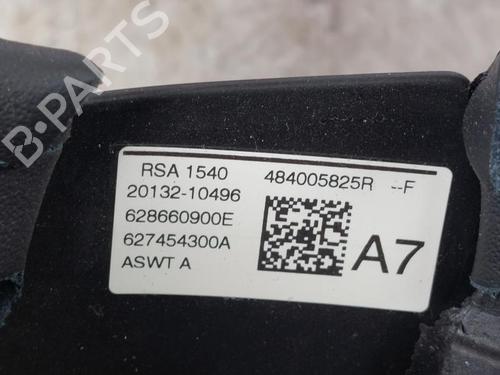 B-PARTS
RSA 1540 484005825R --F
20132-10496
628660900E
627454300A
ASWT A
A7